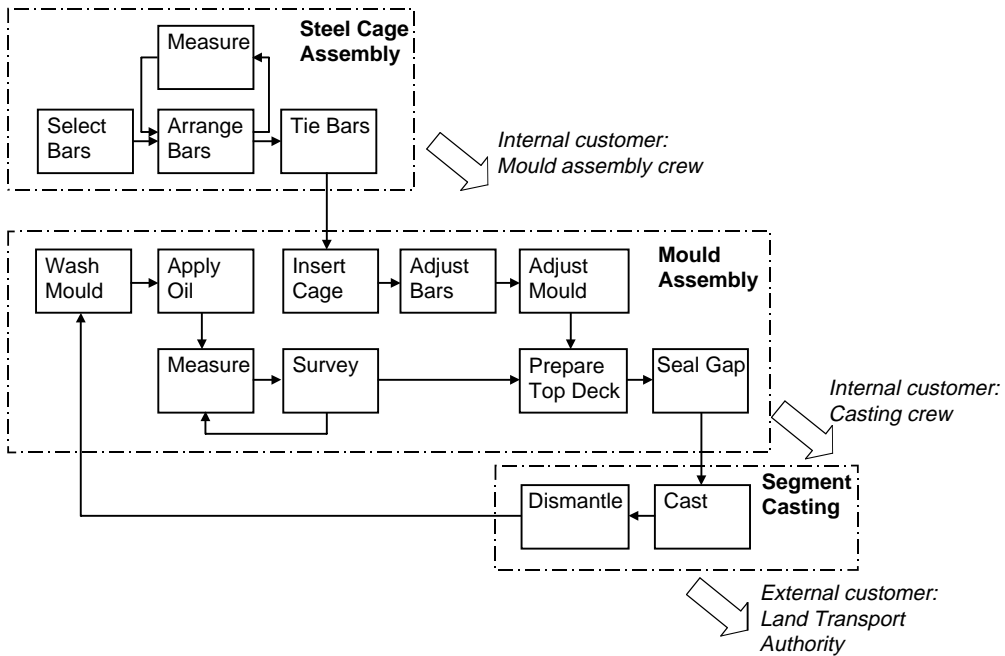 Steel Cage
Assembly
Measure
Select
Bars
Arrange
Bars
Tie Bars
Internal customer:
Mould assembly crew
Mould
Assembly
Wash
Mould
Apply
Oil
Insert
Cage
Adjust
Bars
Adjust
Mould
Measure
Survey
Prepare
Top Deck
Seal Gap
Internal customer:
Casting crew
Segment
Casting
Dismantle
Cast
External customer:
Land Transport
Authority